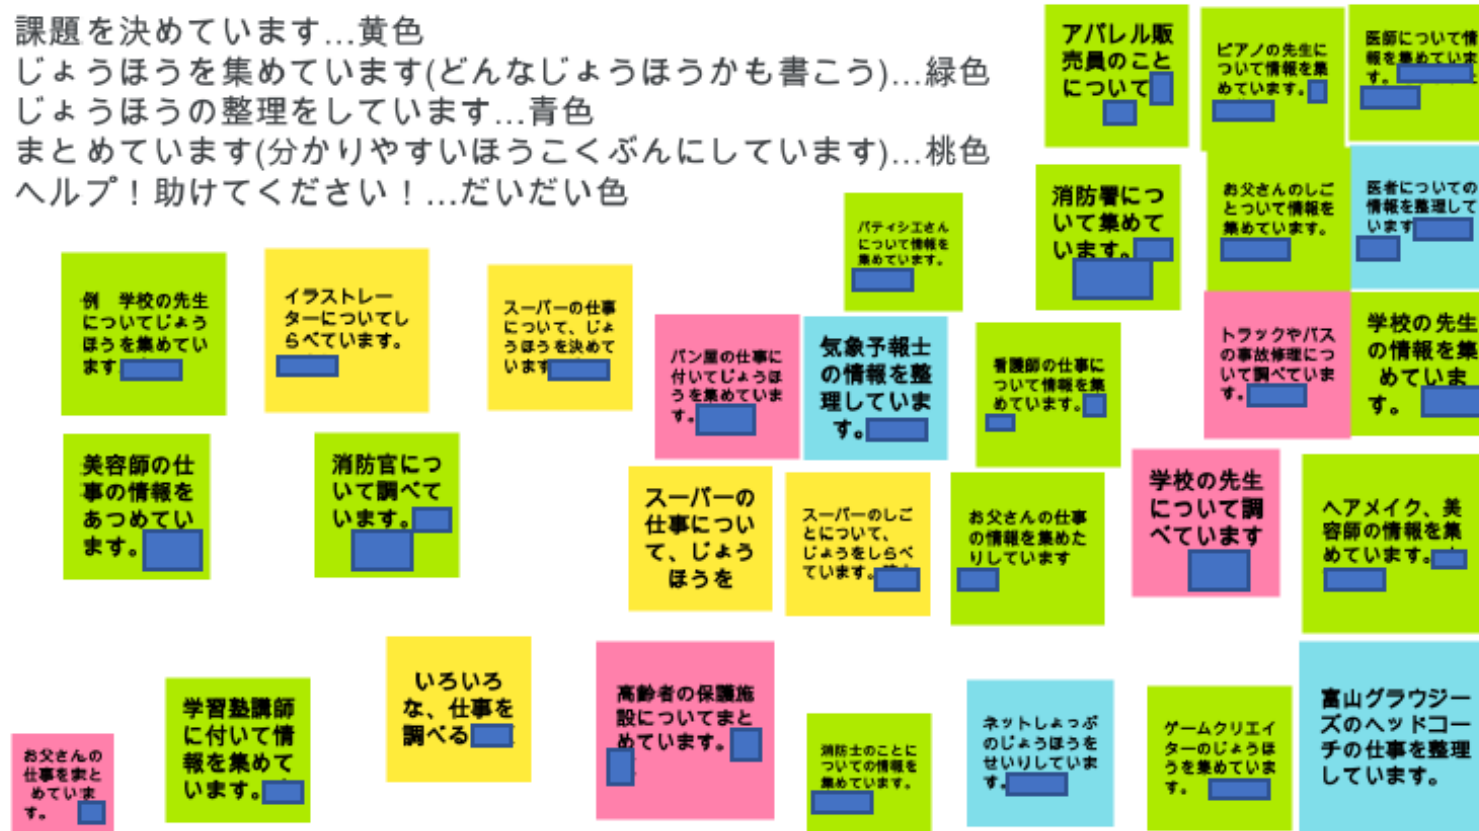 課題を決めています...黄色
じょうほうを集めています(どんなじょうほうかも書こう)...緑色
じょうほうの整理をしています...青色
まとめています(分かりやすいほうこくぶんにしています)...桃色
ヘルプ！助けてください！...だいだい色
アパレル販
売員のこと
について
ピアノの先生に
ついて情報を集
めています。
医師について情
報を集めていま
す。
パティシエさん
について情報を
集めています。
消防署につ
いて集めて
います。
お父さんのしご
とついて情報を
集めています。
医者についての
情報を整理して
います
例　学校の先生
についてじょう
ほうを集めてい
ます
イラストレー
ターについてし
らべています。
スーパーの仕事
について、じょ
うほうを決めて
います
パン屋の仕事に
付いてじょうほ
うを集めていま
す。
気象予報士
の情報を整
理していま
す。
看護師の仕事に
ついて情報を集
めています。
トラックやバス
の事故修理につ
いて調べていま
す。
学校の先生
の情報を集
めていま
す。
美容師の仕
事の情報を
あつめてい
ます。
消防官につ
いて調べて
います。
スーパーの
仕事につい
て、じょう
ほうを
スーパーのしご
とについて、
じょうをしらべ
ています。
お父さんの仕事
の情報を集めた
りしています
学校の先生
について調
べています
ヘアメイク、美
容師の情報を集
めています。
お父さんの
仕事をまと
めていま
す。
学習塾講師
に付いて情
報を集めて
います。
いろいろ
な、仕事を
調べる
高齢者の保護施
設についてまと
めています。
消防士のことに
ついての情報を
集めています。
ネットしょっぷ
のじょうほうを
せいりしていま
す。
ゲームクリエイ
ターのじょうほ
うを集めていま
す。
富山グラウジー
ズのヘッドコー
チの仕事を整理
しています。